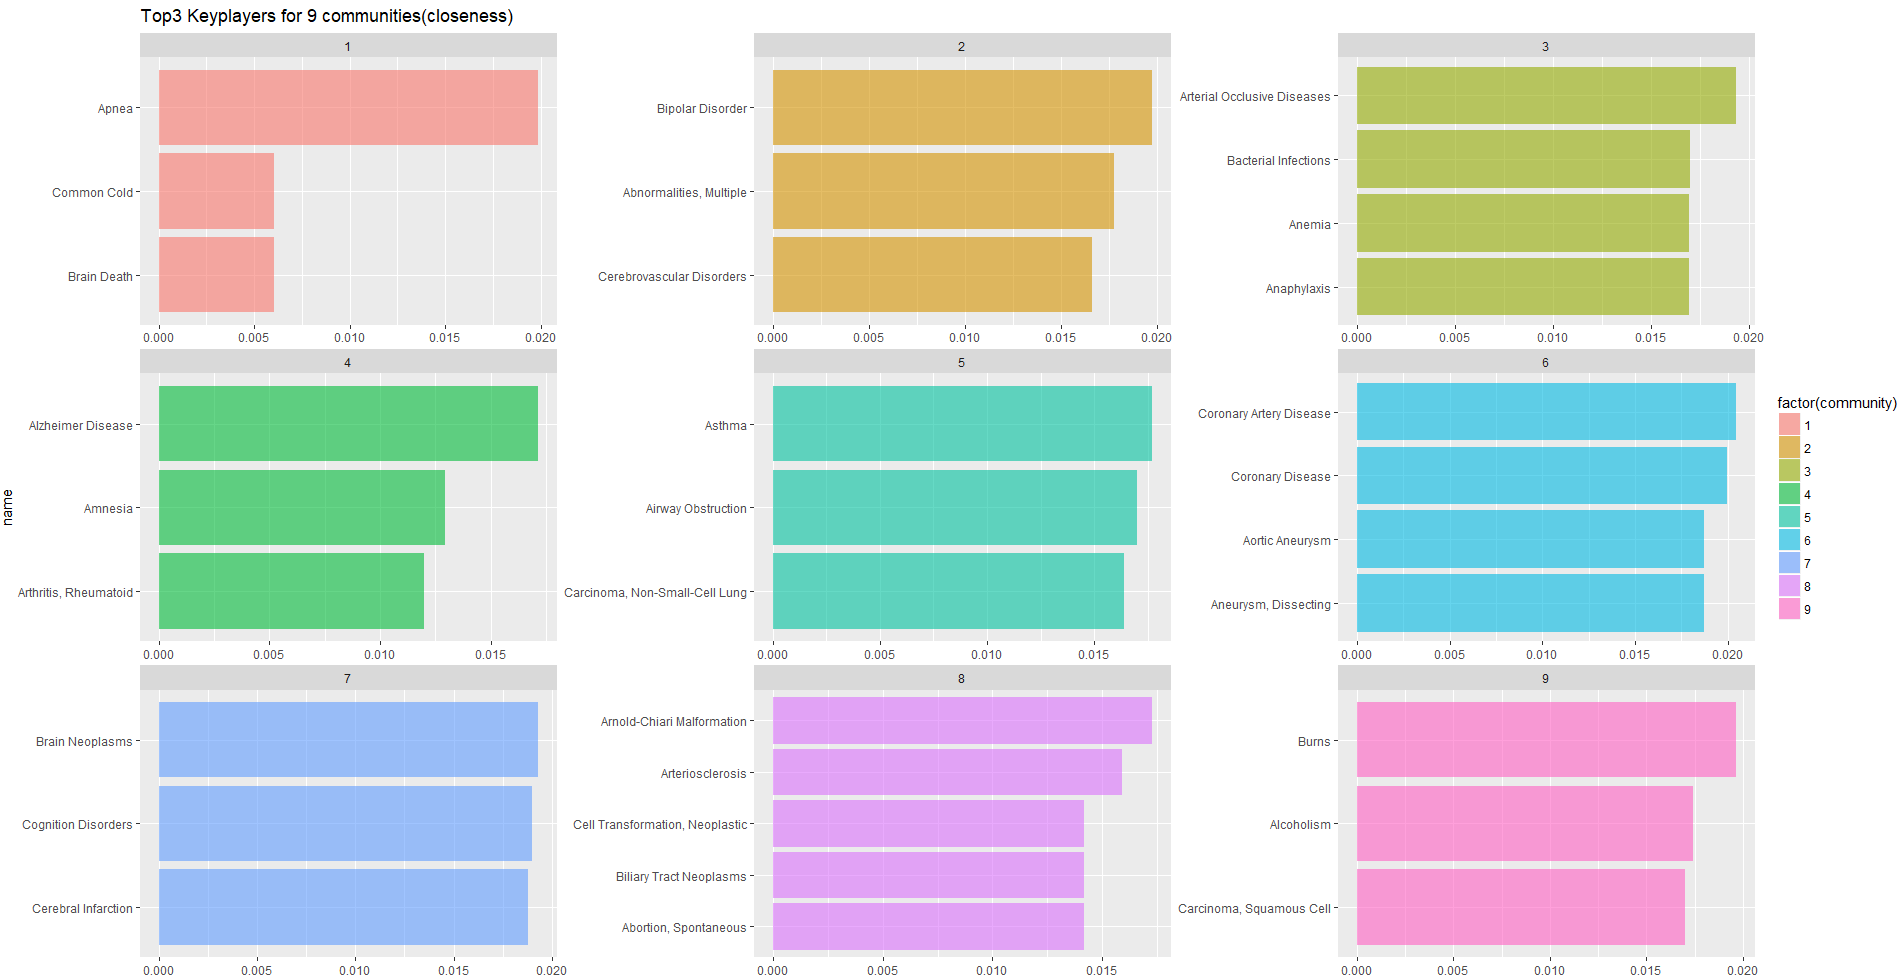 Top3 Keyplayers for 9 communities(closeness)
1
Apnea
Common Cold
Brain Death
0.000 0.005 0.010 0.015 0.020
2
Bipolar Disorder
Abnormalities, Multiple
Cerebrovascular Disorders
0.000 0.005 0.010 0.015 0.020
3
Arterial Occlusive Diseases
Bacterial Infections
Anemia
Anaphylaxis
0.000 0.005 0.010 0.015 0.020
4
Alzheimer Disease
Amnesia
Arthritis, Rheumatoid
0.000 0.005 0.010 0.015
5
Asthma
Airway Obstruction
Carcinoma, Non-Small-Cell Lung
0.000 0.005 0.010 0.015
6
Coronary Artery Disease
Coronary Disease
Aortic Aneurysm
Aneurysm, Dissecting
0.000 0.005 0.010 0.015 0.020
7
Brain Neoplasms
Cognition Disorders
Cerebral Infarction
0.000 0.005 0.010 0.015 0.020
8
Arnold-Chiari Malformation
Arteriosclerosis
Cell Transformation, Neoplastic
Biliary Tract Neoplasms
Abortion, Spontaneous
0.000 0.005 0.010 0.015
9
Burns
Alcoholism
Carcinoma, Squamous Cell
0.000 0.005 0.010 0.015 0.020
name
factor(community)
1
2
3
4
5
6
7
8
9